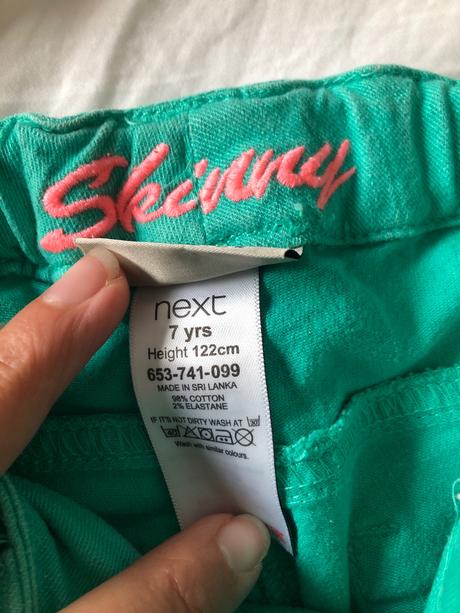 Skinny
next
7 yrs
Height 122cm
653-741-099
MADE IN SRI LANKA
98% COTTON
2% ELASTANE
IF IT'S NOT DIRTY WASH AT
Wash with similar colours.